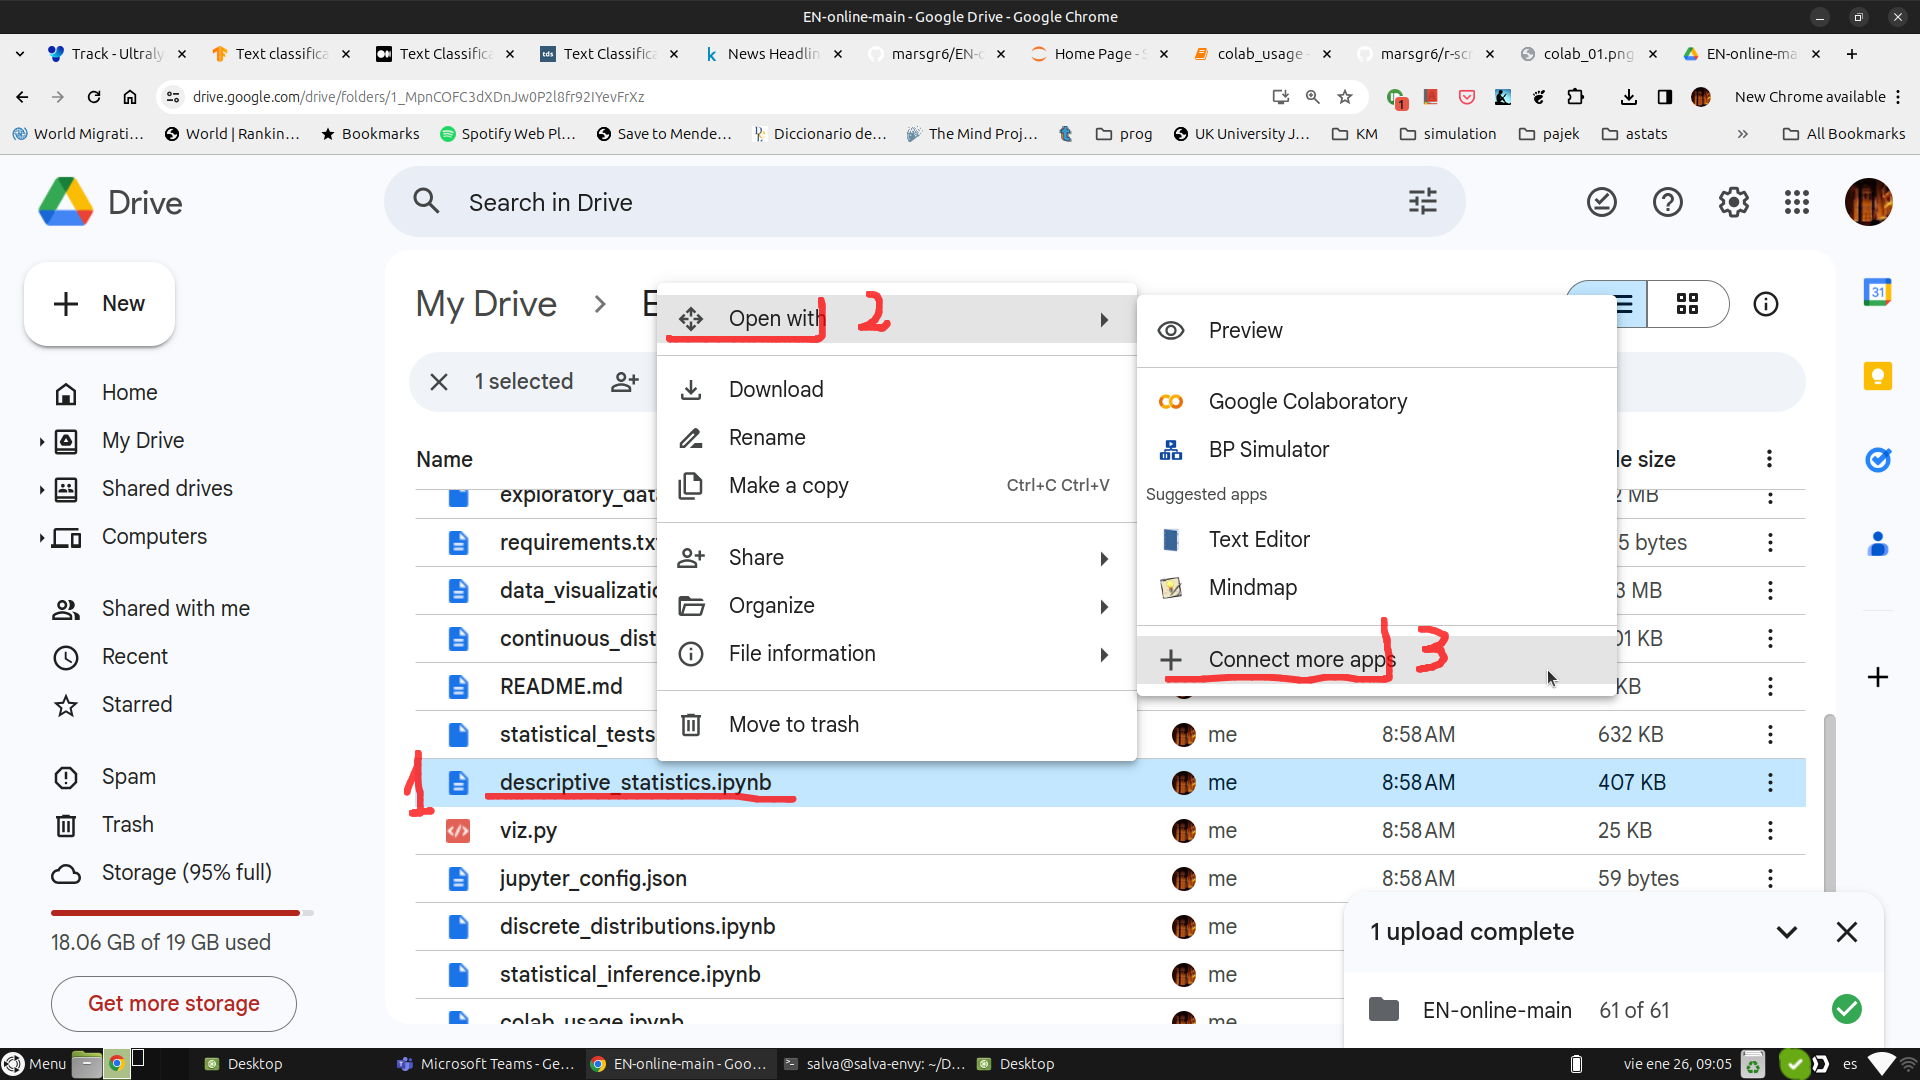 EN-online-main - Google Drive - Google Chrome
Track - Ultraly
Text classifica
Text Classifica
Text Classifica
News Headlin
marsgr6/EN-o
Home Page - S
colab_usage -
marsgr6/r-scr
colab_01.png
EN-online-ma
drive.google.com/drive/folders/1_MpnCOFC3dXDnJw0P2l8fr92IYevFrXz
1
New Chrome available
World Migrati...
World | Rankin...
Bookmarks
Spotify Web Pl...
Save to Mende...
Diccionario de...
The Mind Proj...
prog
UK University J...
KM
simulation
pajek
astats
»
All Bookmarks
Drive
Search in Drive
New
My Drive > E
Open with 2
Preview
31
1 selected
Download
Home
Google Colaboratory
My Drive
Rename
BP Simulator
Name
le size
Shared drives
Make a copy Ctrl+C Ctrl+V
Suggested apps
exploratory_dat
2 MB
Computers
requirements.tx
Text Editor
5 bytes
Share
data_visualizatio
Mindmap
3 MB
Shared with me
Organize
continuous_dist
01 KB
Recent
File information
Connect more apps 3
README.md
KB
Starred
Move to trash
statistical_tests
me 8:58 AM 632 KB
Spam
1
descriptive_statistics.ipynb me 8:58 AM 407 KB
Trash
viz.py me 8:58 AM 25 KB
Storage (95% full)
jupyter_config.json me 8:58 AM 59 bytes
18.06 GB of 19 GB used
discrete_distributions.ipynb me
1 upload complete
statistical_inference.ipynb me
Get more storage
EN-online-main 61 of 61
colab_usage.ipynb me
Menu
Desktop
Microsoft Teams - Ge...
EN-online-main - Goo...
salva@salva-envy: ~/D...
Desktop
vie ene 26, 09:05
es